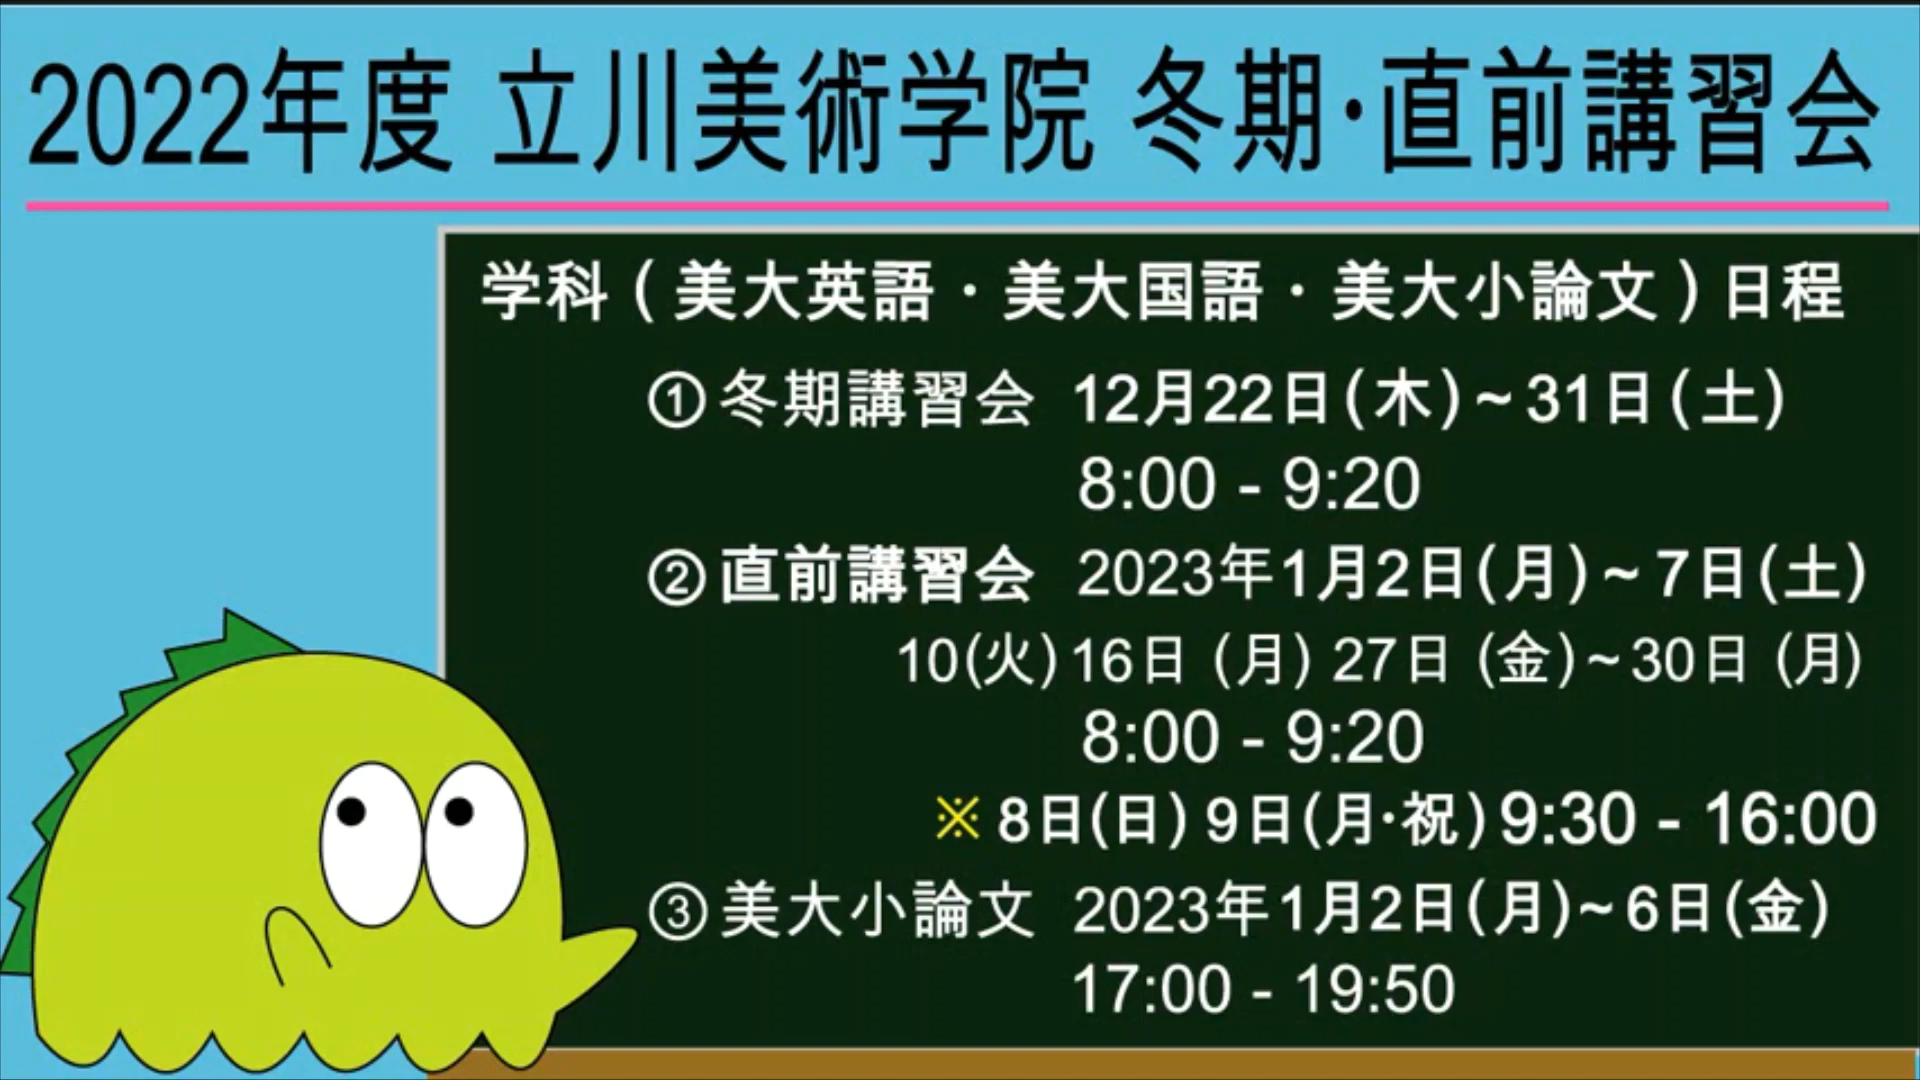 2022年度 立川美術学院 冬期・直前講習会
学科（美大英語・美大国語・美大小論文）日程
①冬期講習会 12月22日(木)~31日(土)
8:00 - 9:20
②直前講習会 2023年1月2日(月)~7日(土)
10(火)16日(月) 27日(金)~30日(月)
8:00 - 9:20
※ 8日(日) 9日(月・祝) 9:30 - 16:00
③美大小論文 2023年1月2日(月)~6日(金)
17:00 - 19:50